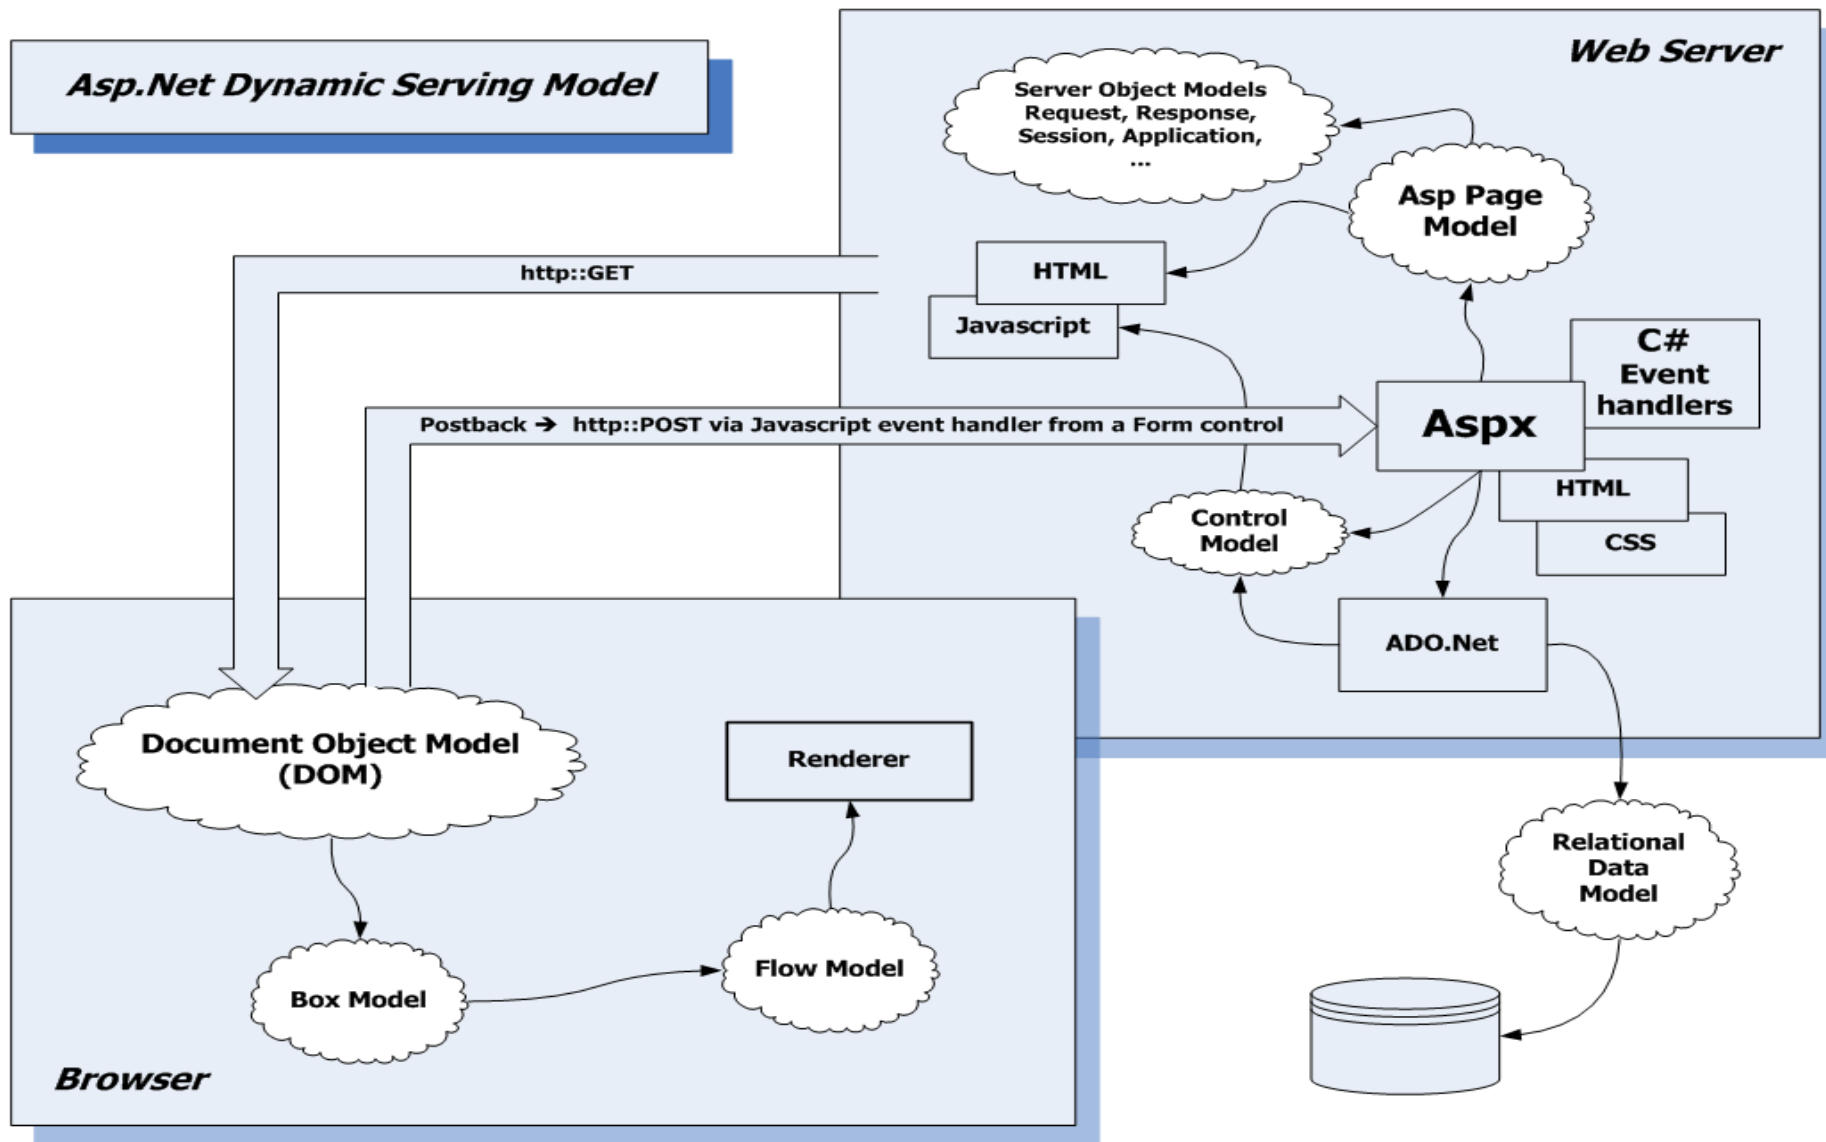 Asp.Net Dynamic Serving Model
Web Server
Server Object Models
Request, Response,
Session, Application,
...
Asp Page
Model
http::GET
HTML
Javascript
C#
Event
handlers
Postback ➔ http::POST via Javascript event handler from a Form control
Aspx
HTML
CSS
Control
Model
ADO.Net
Document Object Model
(DOM)
Renderer
Relational
Data
Model
Box Model
Flow Model
Browser